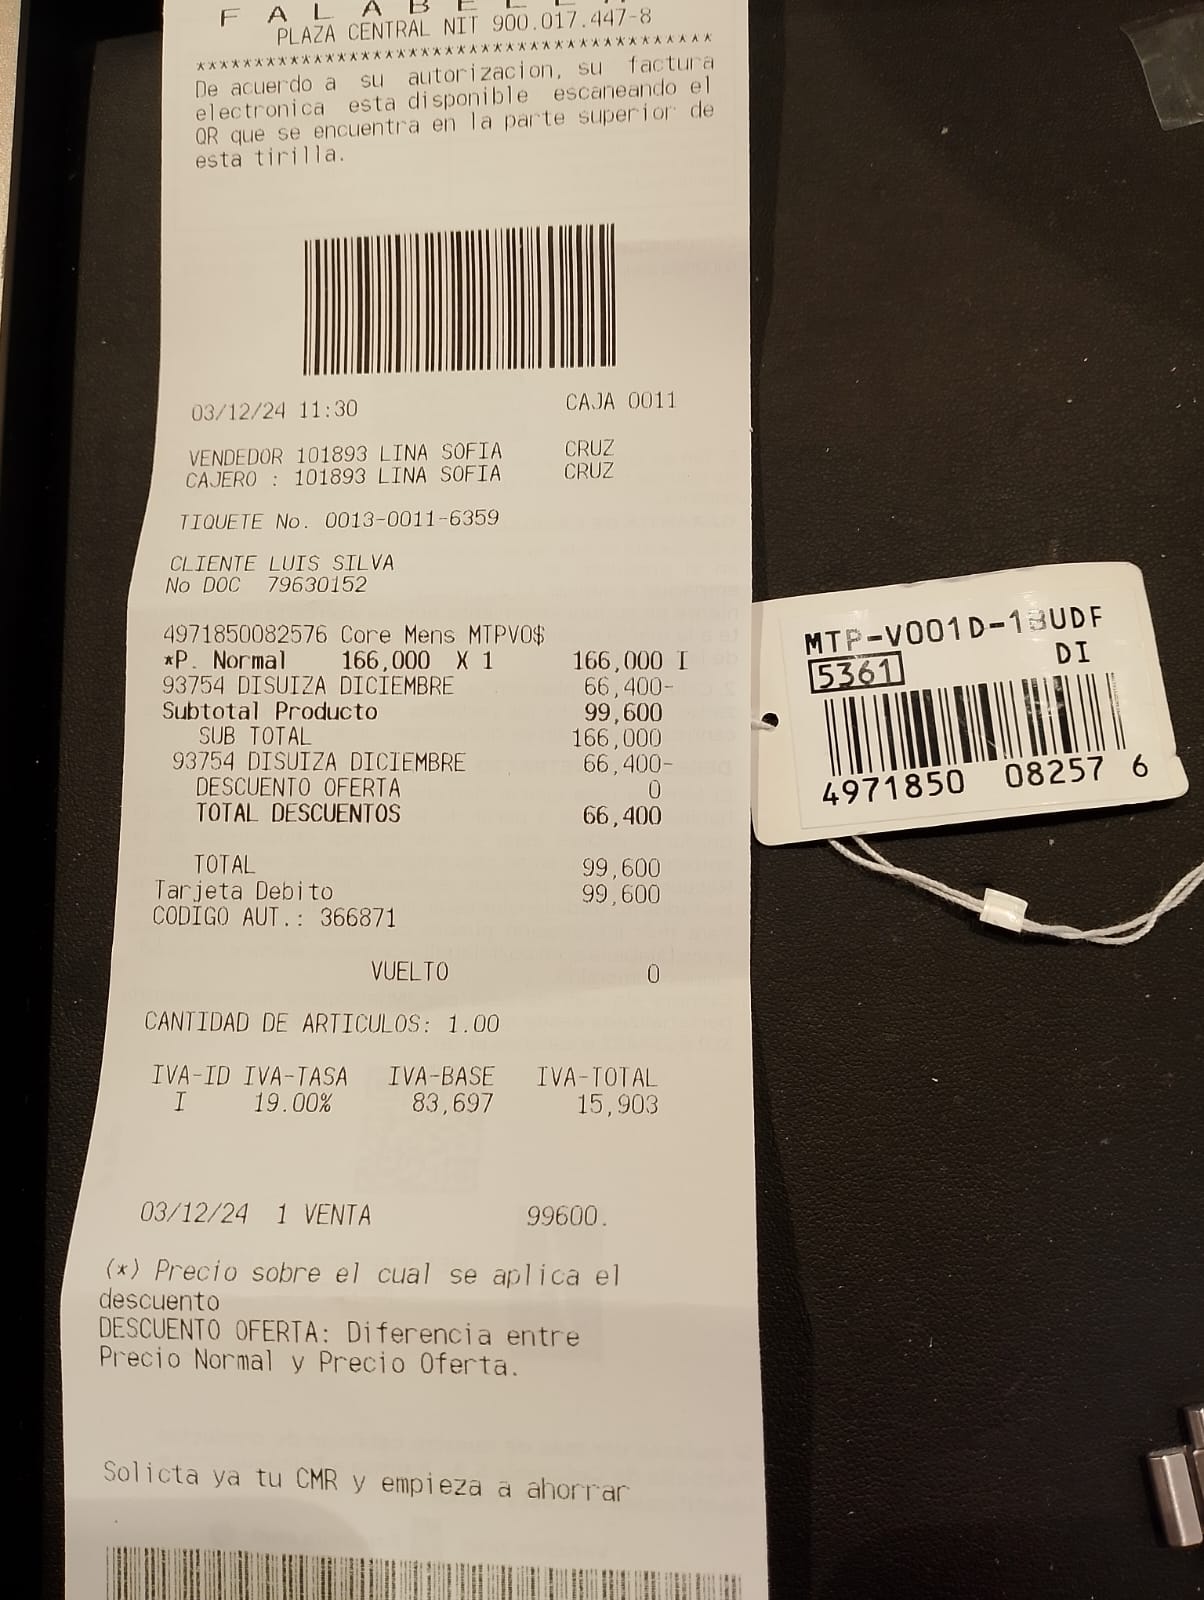 F A L A B E L L A
PLAZA CENTRAL NIT 900.017.447-8
********************************************
De acuerdo a su autorizacion, su factura
electronica esta disponible escaneando el
QR que se encuentra en la parte superior de
esta tirilla.
03/12/24 11:30 CAJA 0011
VENDEDOR 101893 LINA SOFIA CRUZ
CAJERO : 101893 LINA SOFIA CRUZ
TIQUETE No. 0013-0011-6359
CLIENTE LUIS SILVA
No DOC 79630152
4971850082576 Core Mens MTPV0$
*P. Normal 166,000 X 1 166,000 I
93754 DISUIZA DICIEMBRE 66,400-
Subtotal Producto 99,600
SUB TOTAL 166,000
93754 DISUIZA DICIEMBRE 66,400-
DESCUENTO OFERTA 0
TOTAL DESCUENTOS 66,400
TOTAL 99,600
Tarjeta Debito 99,600
CODIGO AUT.: 366871
VUELTO 0
CANTIDAD DE ARTICULOS: 1.00
IVA-ID IVA-TASA IVA-BASE IVA-TOTAL
I 19.00% 83,697 15,903
03/12/24 1 VENTA 99600.
(*) Precio sobre el cual se aplica el
descuento
DESCUENTO OFERTA: Diferencia entre
Precio Normal y Precio Oferta.
Solicta ya tu CMR y empieza a ahorrar
MTP-V001D-1BUDF
5361 DI
4971850 08257 6